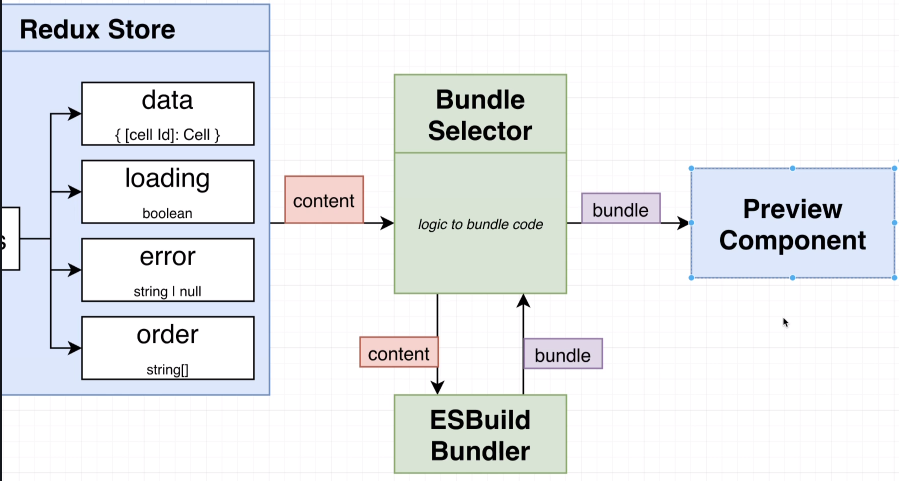 Redux Store
data
{ [cell Id]: Cell }
loading
boolean
error
string | null
order
string[]
content
Bundle
Selector
logic to bundle code
bundle
Preview
Component
content
bundle
ESBuild
Bundler